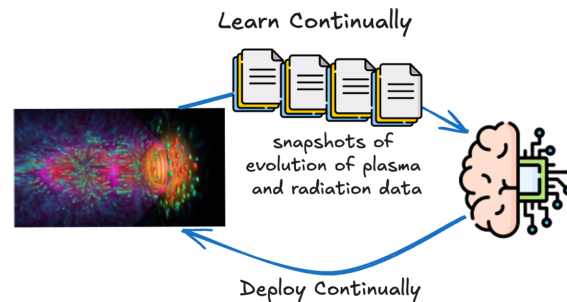 Learn Continually
snapshots of
evolution of plasma
and radiation data
Deploy Continually